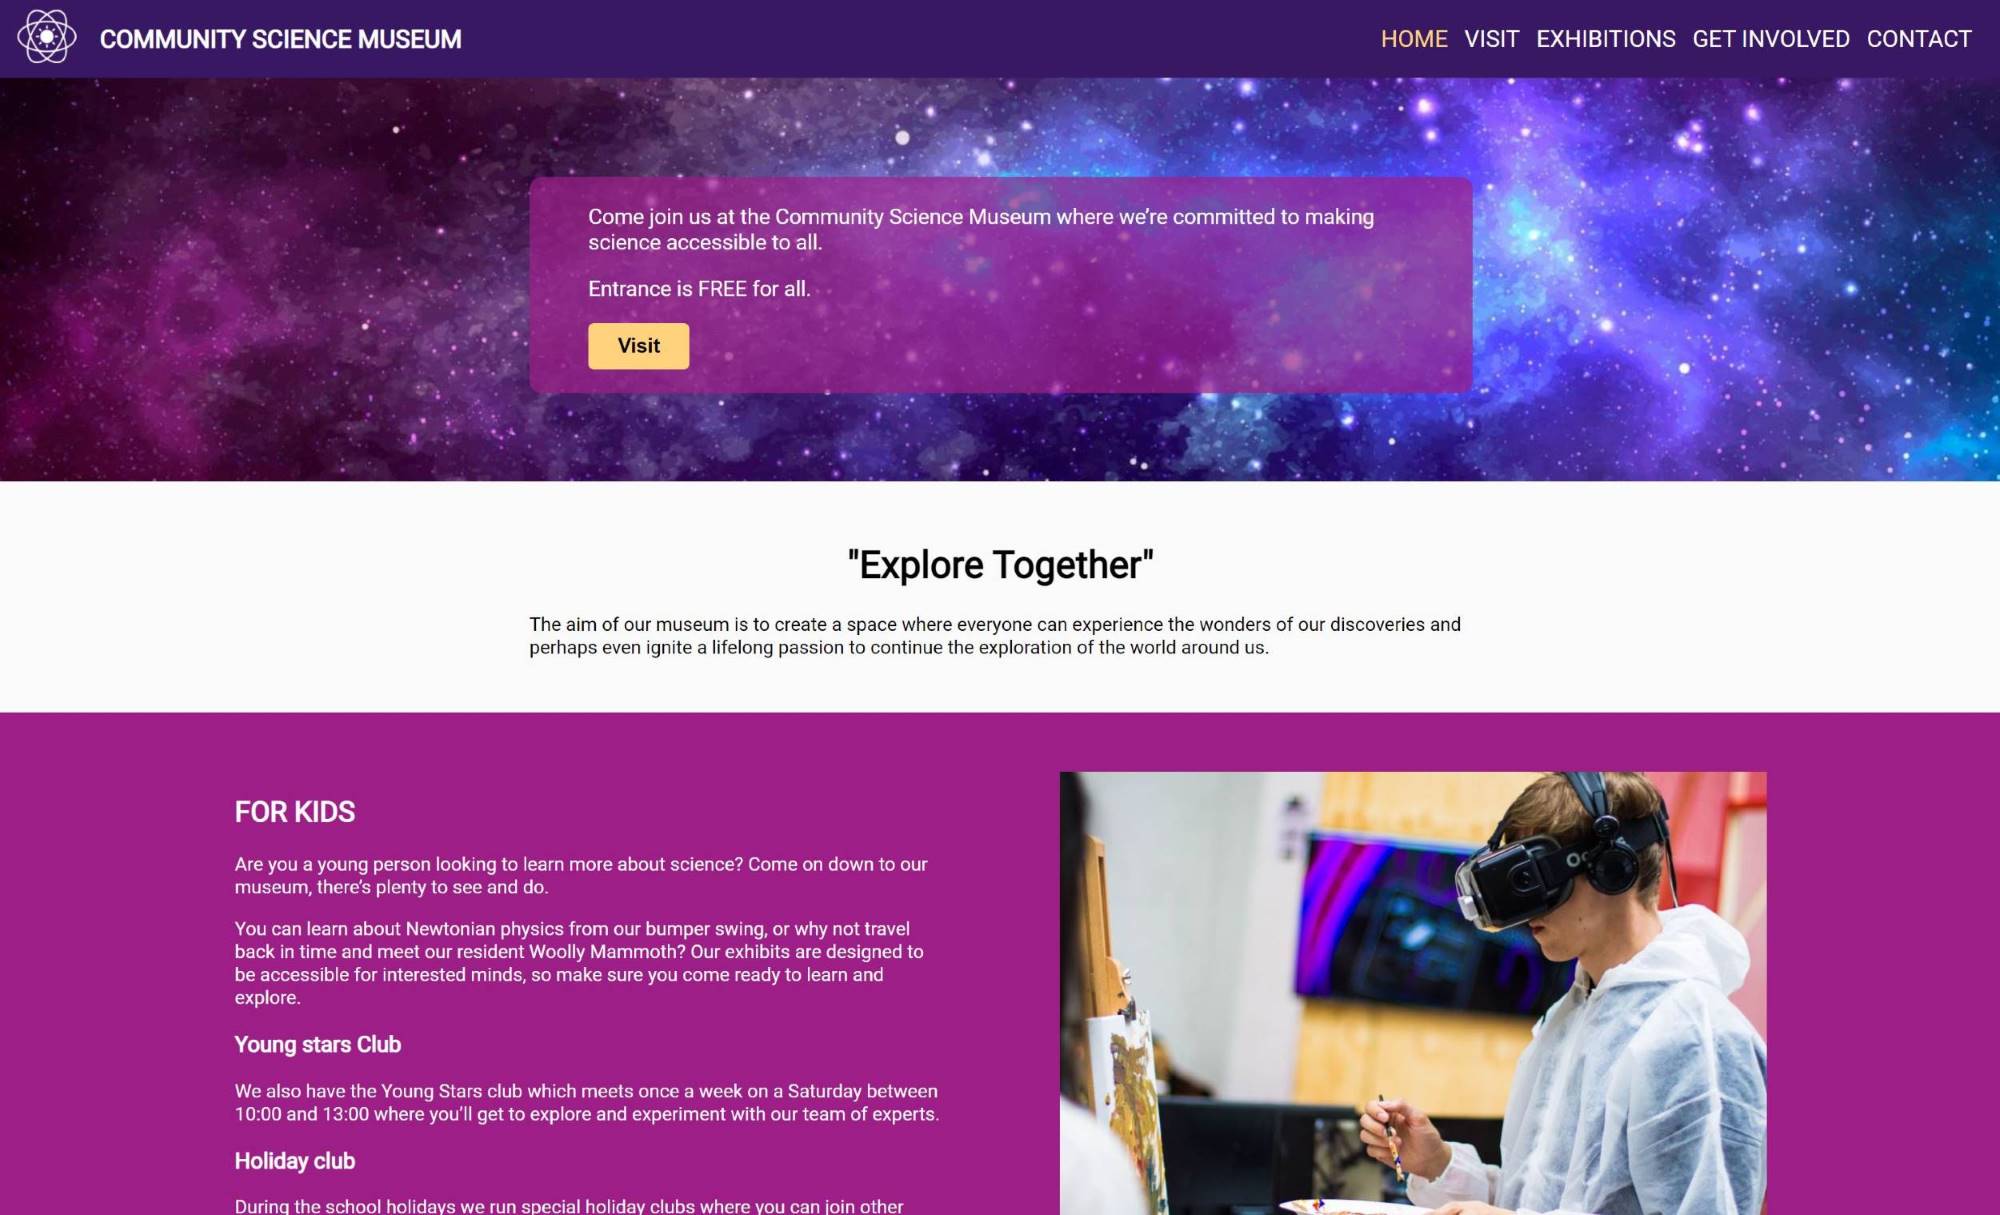 COMMUNITY SCIENCE MUSEUM
HOME VISIT EXHIBITIONS GET INVOLVED CONTACT
Come join us at the Community Science Museum where we’re committed to making
science accessible to all.
Entrance is FREE for all.
Visit
"Explore Together"
The aim of our museum is to create a space where everyone can experience the wonders of our discoveries and
perhaps even ignite a lifelong passion to continue the exploration of the world around us.
FOR KIDS
Are you a young person looking to learn more about science? Come on down to our
museum, there’s plenty to see and do.
You can learn about Newtonian physics from our bumper swing, or why not travel
back in time and meet our resident Woolly Mammoth? Our exhibits are designed to
be accessible for interested minds, so make sure you come ready to learn and
explore.
Young stars Club
We also have the Young Stars club which meets once a week on a Saturday between
10:00 and 13:00 where you’ll get to explore and experiment with our team of experts.
Holiday club
During the school holidays we run special holiday clubs where you can join other